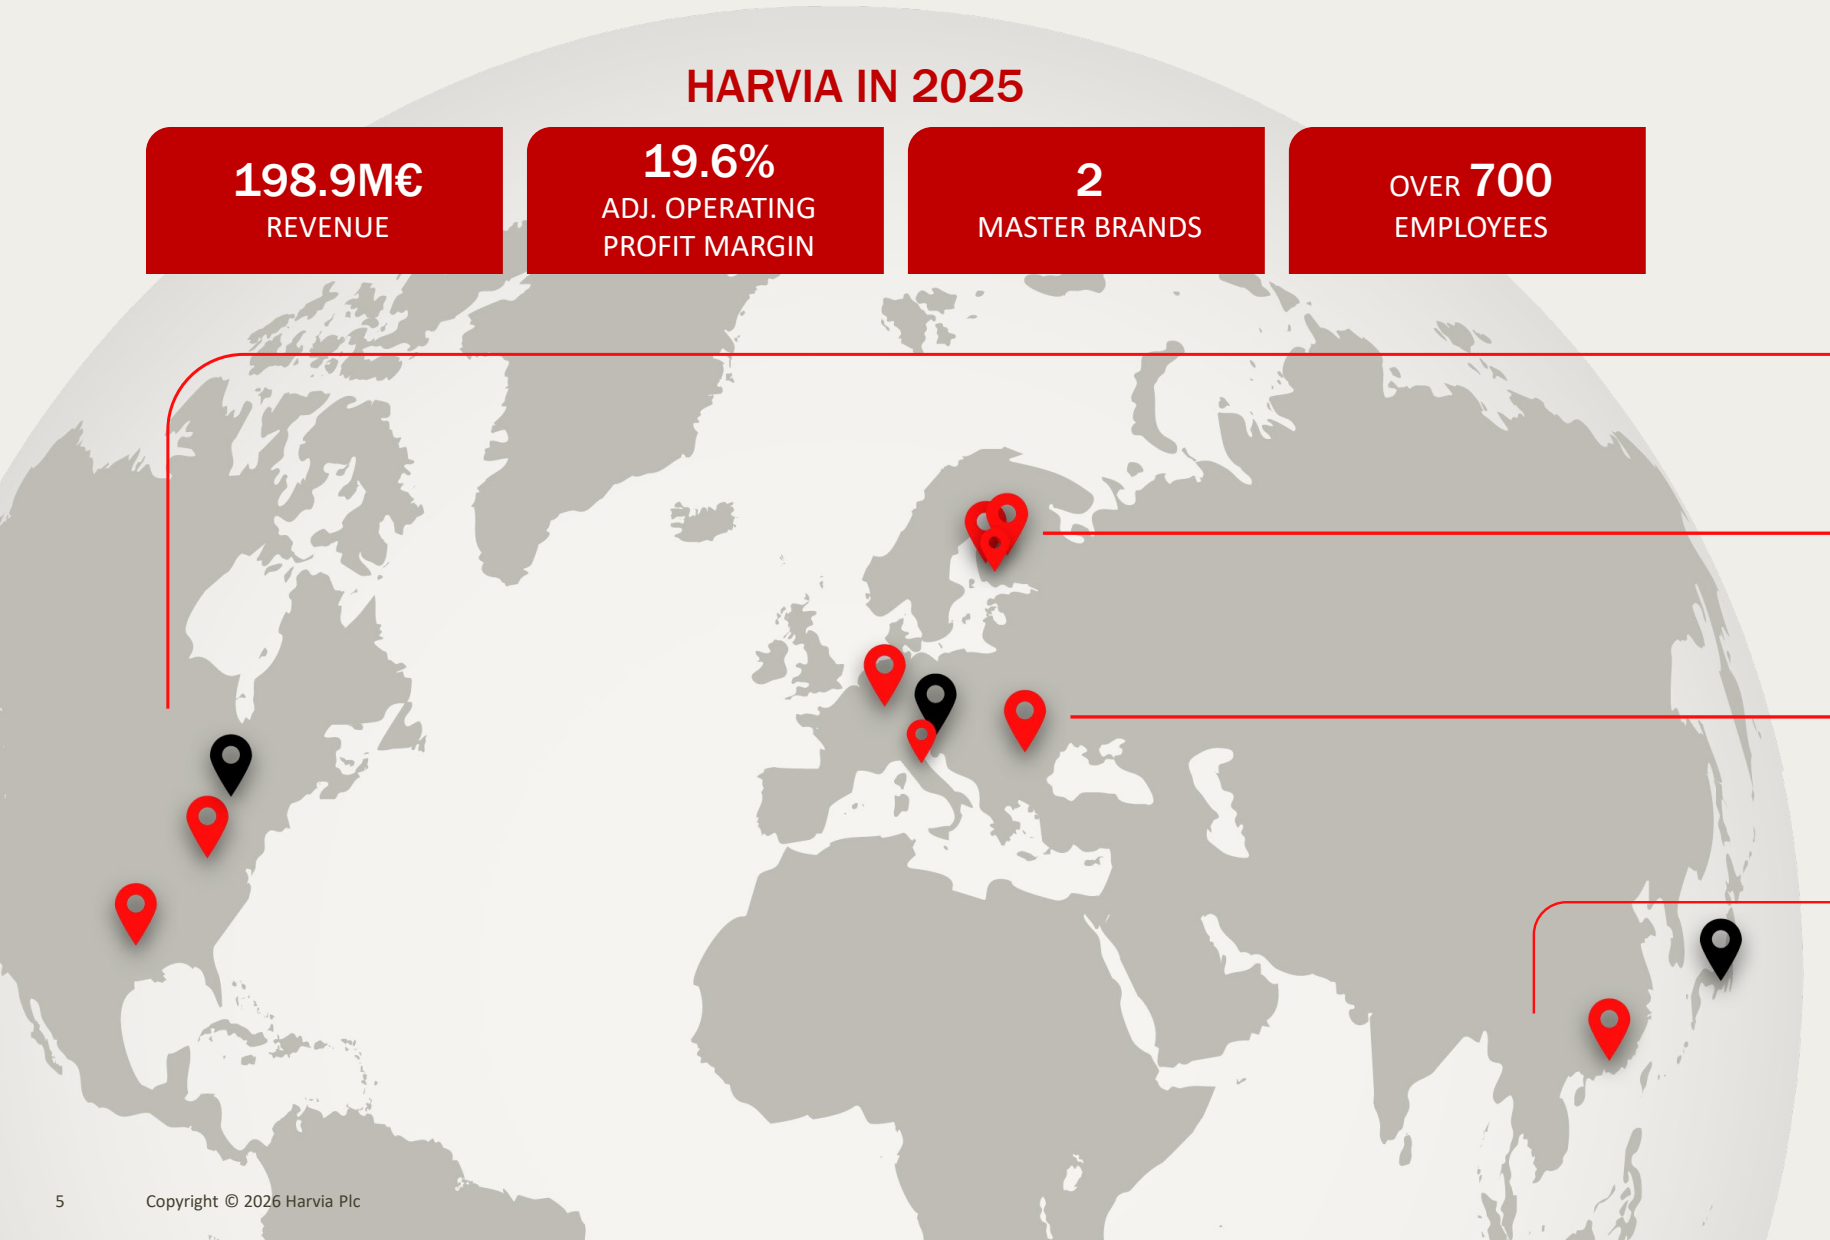 HARVIA IN 2025
198.9M€
REVENUE
19.6%
ADJ. OPERATING
PROFIT MARGIN
2
MASTER BRANDS
OVER 700
EMPLOYEES
5
Copyright © 2026 Harvia Plc